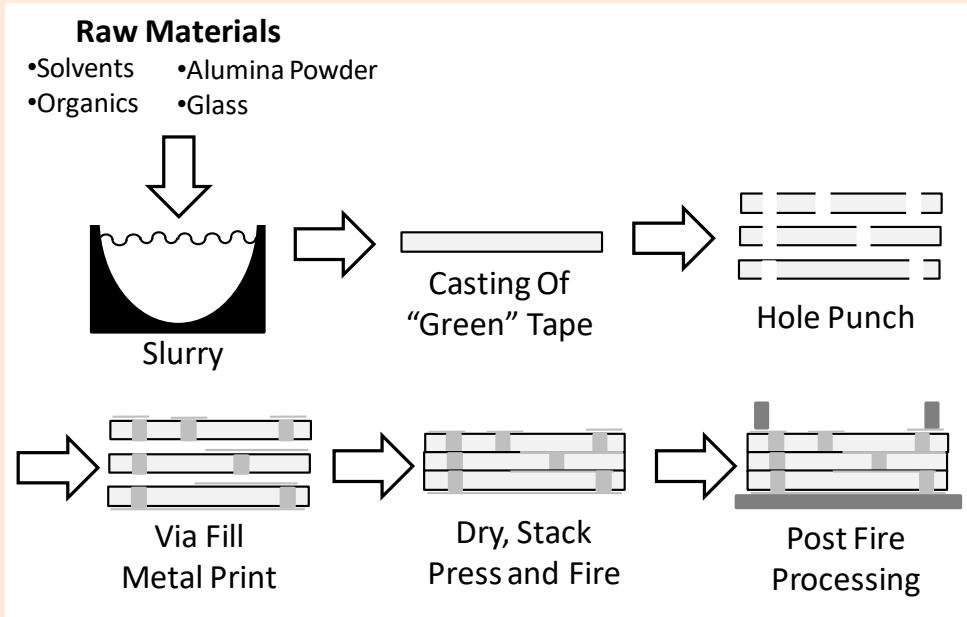 Raw Materials
•Solvents •Alumina Powder
•Organics •Glass
Slurry
Casting Of
“Green” Tape
Hole Punch
Via Fill
Metal Print
Dry, Stack
Press and Fire
Post Fire
Processing